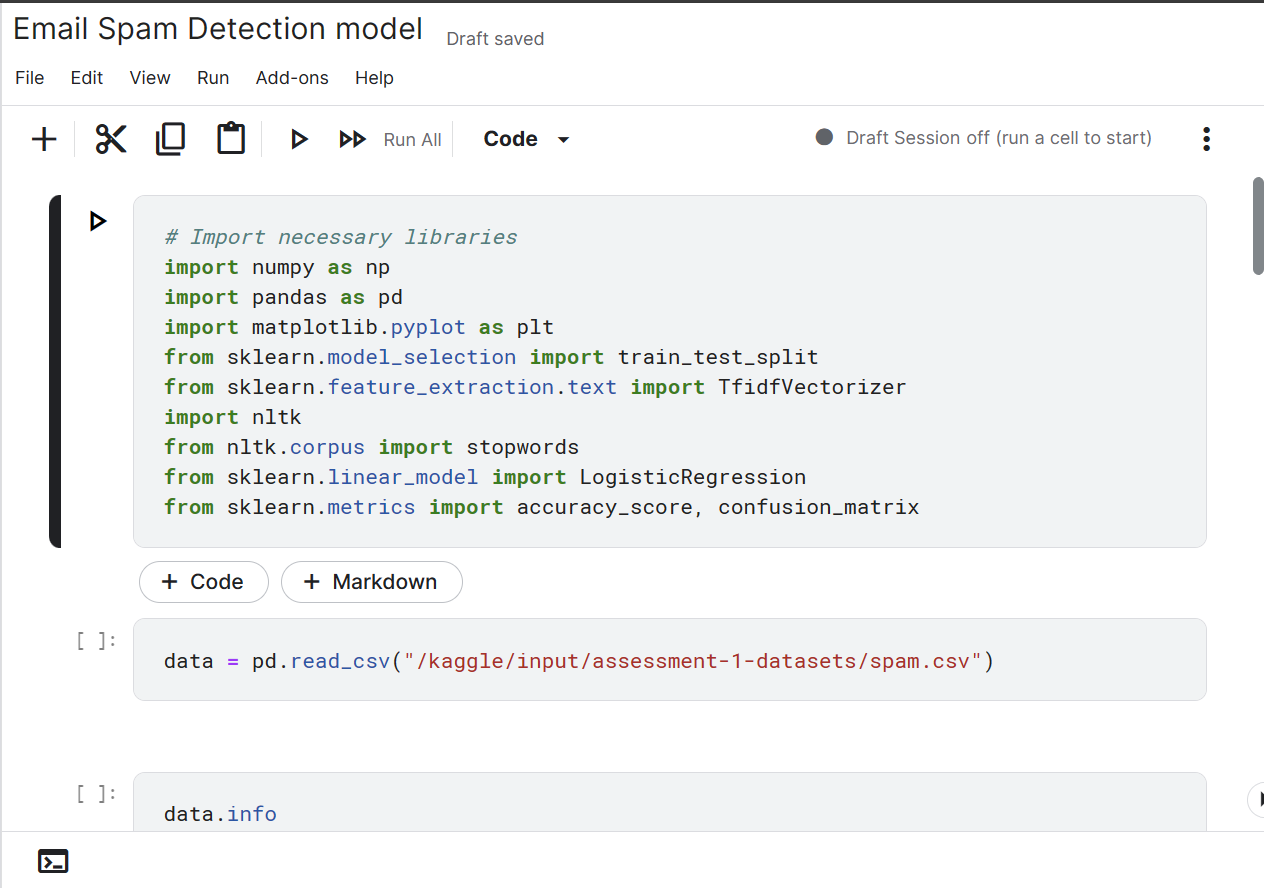 Email Spam Detection model Draft saved
File Edit View Run Add-ons Help
Run All Code Draft Session off (run a cell to start)
# Import necessary libraries
import numpy as np
import pandas as pd
import matplotlib.pyplot as plt
from sklearn.model_selection import train_test_split
from sklearn.feature_extraction.text import TfidfVectorizer
import nltk
from nltk.corpus import stopwords
from sklearn.linear_model import LogisticRegression
from sklearn.metrics import accuracy_score, confusion_matrix
+ Code + Markdown
[ ]:
data = pd.read_csv("/kaggle/input/assessment-1-datasets/spam.csv")
[ ]:
data.info